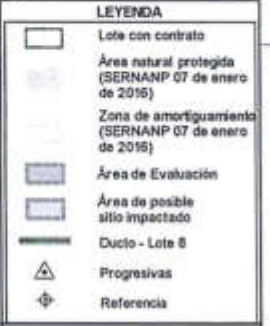 LEYENDA
Lote con contrato
Área natural protegida
(SERNANP 07 de enero
de 2016)
Zona de amortiguamiento
(SERNANP 07 de enero
de 2016)
Área de Evaluación
Área de posible
sitio impactado
Ducto - Lote 8
Progresivas
Referencia